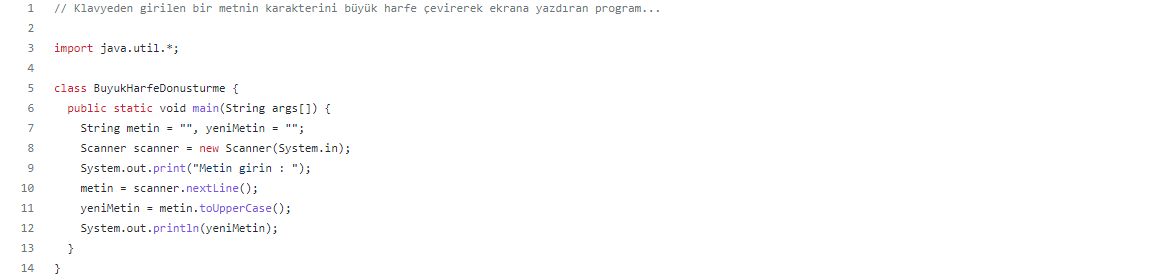 1 // Klavyeden girilen bir metnin karakterini büyük harfe çevirerek ekrana yazdıran program...
2
3 import java.util.*;
4
5 class BuyukHarfeDonusturme {
6 public static void main(String args[]) {
7 String metin = "", yeniMetin = "";
8 Scanner scanner = new Scanner(System.in);
9 System.out.print("Metin girin : ");
10 metin = scanner.nextLine();
11 yeniMetin = metin.toUpperCase();
12 System.out.println(yeniMetin);
13 }
14 }